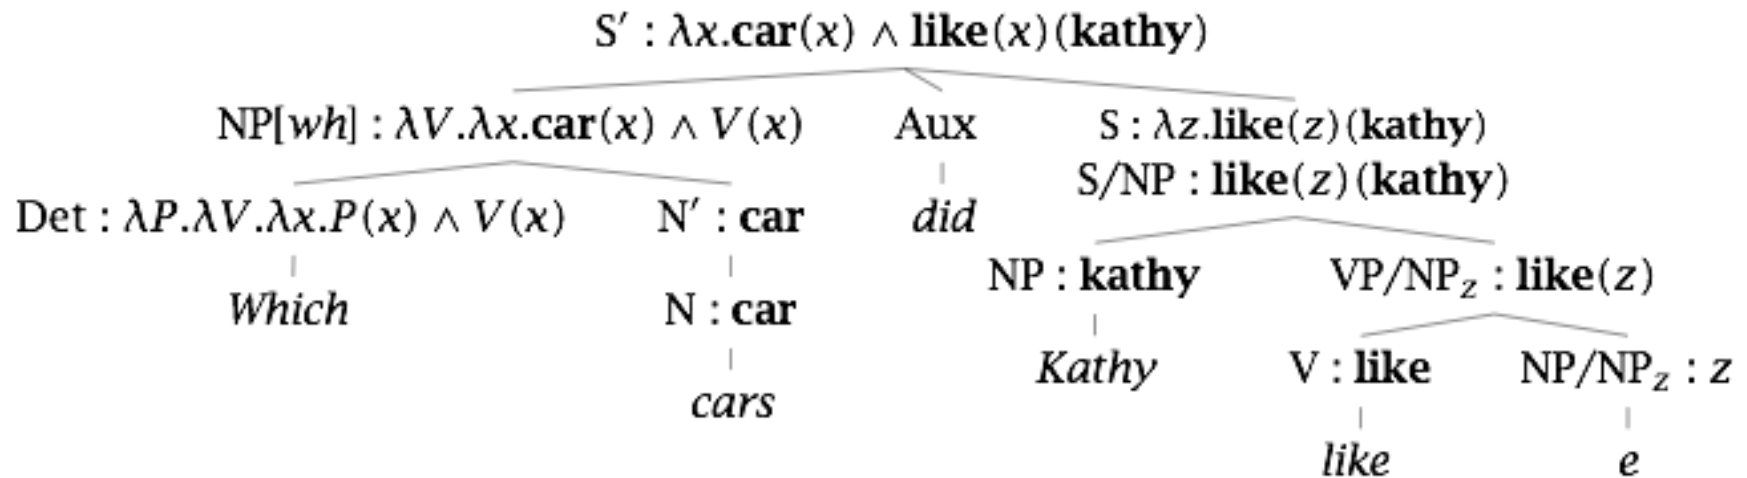 S′ : λx.car(x) ∧ like(x)(kathy)
NP[wh] : λV.λx.car(x) ∧ V(x) Aux S : λz.like(z)(kathy)
S/NP : like(z)(kathy)
Det : λP.λV.λx.P(x) ∧ V(x) N′ : car did
NP : kathy VP/NPz : like(z)
Which N : car
Kathy V : like NP/NPz : z
cars
like e